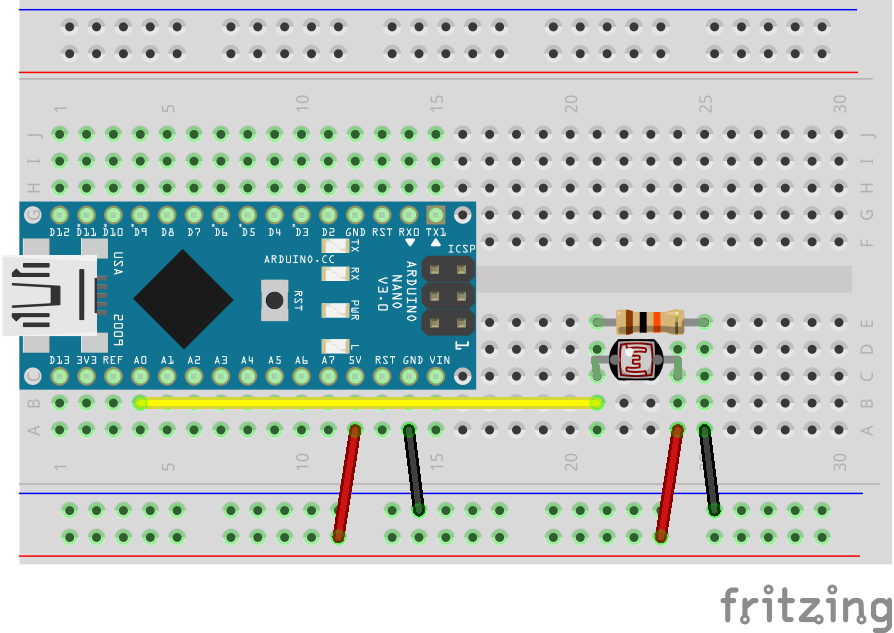 1 5 10 15 20 25 30
J J
I I
H H
G G
F F
D12 D11 D10 D9 D8 D7 D6 D5 D4 D3 D2 GND RST RX0 TX1
USA
2009
ARDUINO.CC
RST
TX
RX
PWR
L
ARDUINO
NANO
V3.0
ICSP
1
D13 3V3 REF A0 A1 A2 A3 A4 A5 A6 A7 5V RST GND VIN
E E
D D
C C
B B
A A
1 5 10 15 20 25 30
fritzing